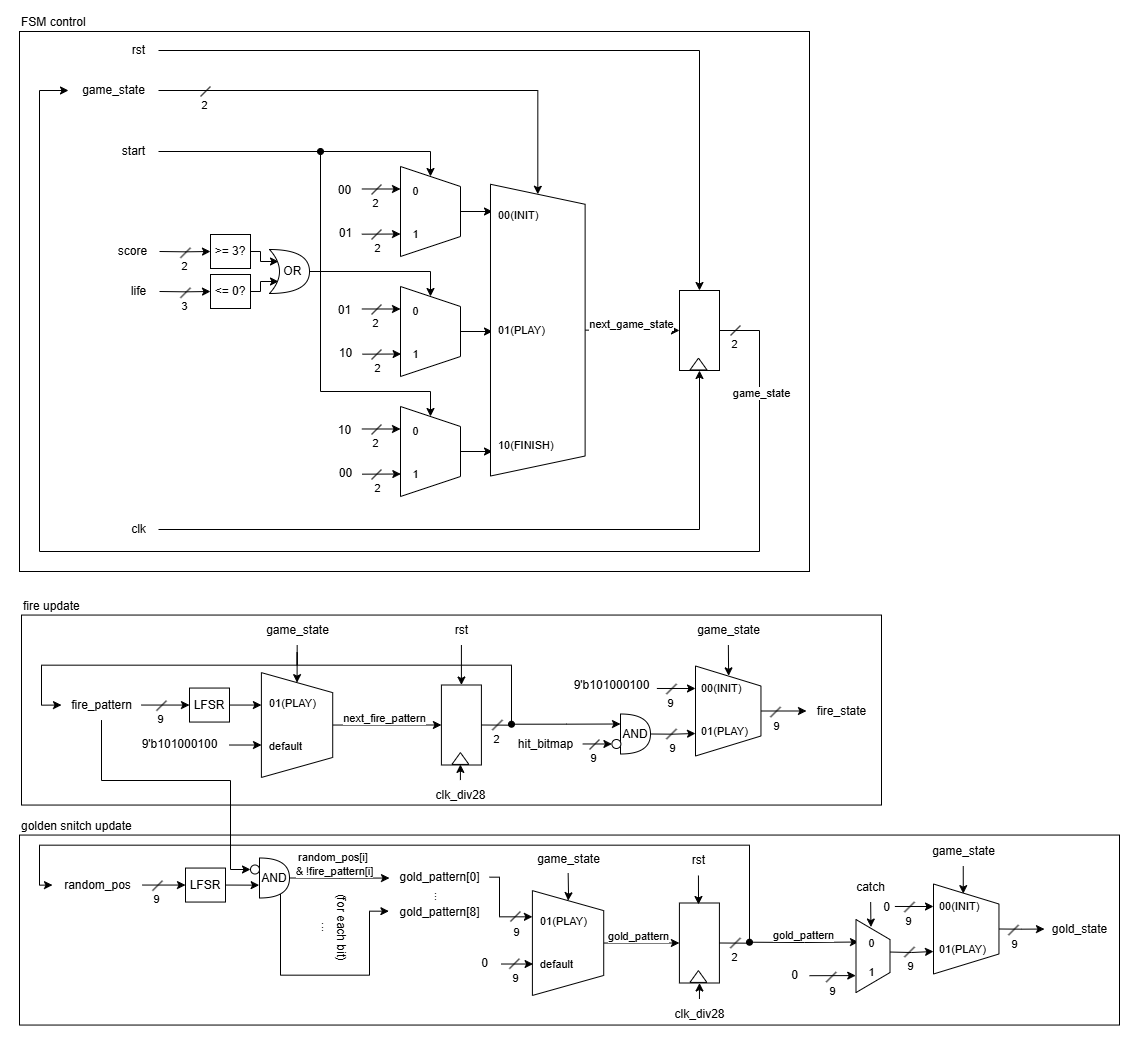 FSM control
rst
game_state
2
start
00
2
0
01
2
1
00(INIT)
score
2
>= 3?
life
3
<= 0?
OR
01
2
0
10
2
1
01(PLAY)
next_game_state
2
game_state
10
2
0
00
2
1
10(FINISH)
clk
fire update
game_state
rst
game_state
fire_pattern
9
LFSR
01(PLAY)
9'b101000100
default
next_fire_pattern
2
clk_div28
9'b101000100
9
hit_bitmap
9
AND
9
00(INIT)
01(PLAY)
9
fire_state
golden snitch update
random_pos
9
LFSR
AND
random_pos[i]
& !fire_pattern[i]
(for each bit)
...
gold_pattern[0]
...
gold_pattern[8]
game_state
9
01(PLAY)
0
9
default
gold_pattern
rst
2
clk_div28
gold_pattern
catch
0
9
0
1
0
9
9
game_state
00(INIT)
01(PLAY)
9
gold_state